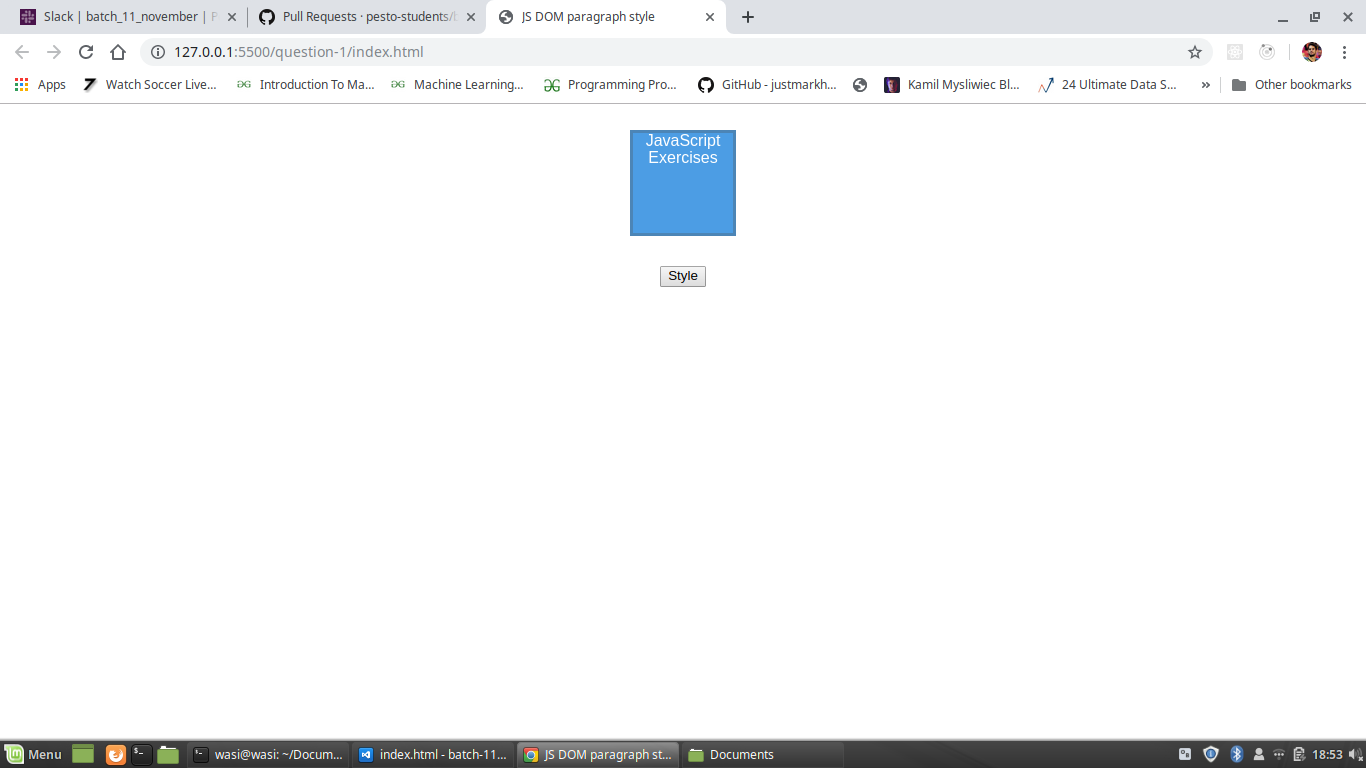 Slack | batch_11_november | P
Pull Requests · pesto-students/b
JS DOM paragraph style
127.0.0.1:5500/question-1/index.html
Apps
Watch Soccer Live...
Introduction To Ma...
Machine Learning...
Programming Pro...
GitHub - justmarkh...
Kamil Mysliwiec Bl...
24 Ultimate Data S...
»
Other bookmarks
JavaScript
Exercises
Style
Menu
wasi@wasi: ~/Docum...
index.html - batch-11...
JS DOM paragraph st...
Documents
18:53